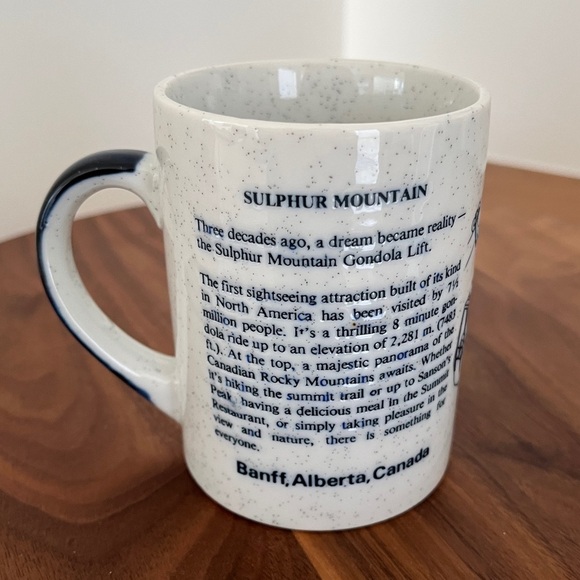 SULPHUR MOUNTAIN
Three decades ago, a dream became reality —
the Sulphur Mountain Gondola Lift.
The first sightseeing attraction built of its kind
in North America has been visited by 7½
million people. It's a thrilling 8 minute gon-
dola ride up to an elevation of 2,281 m. (7483
ft.). At the top, a majestic panorama of the
Canadian Rocky Mountains awaits. Whether
it's hiking the summit trail or up to Sanson's
Peak, having a delicious meal in the Summit
Restaurant, or simply taking pleasure in the
view and nature, there is something for
everyone.
Banff, Alberta, Canada